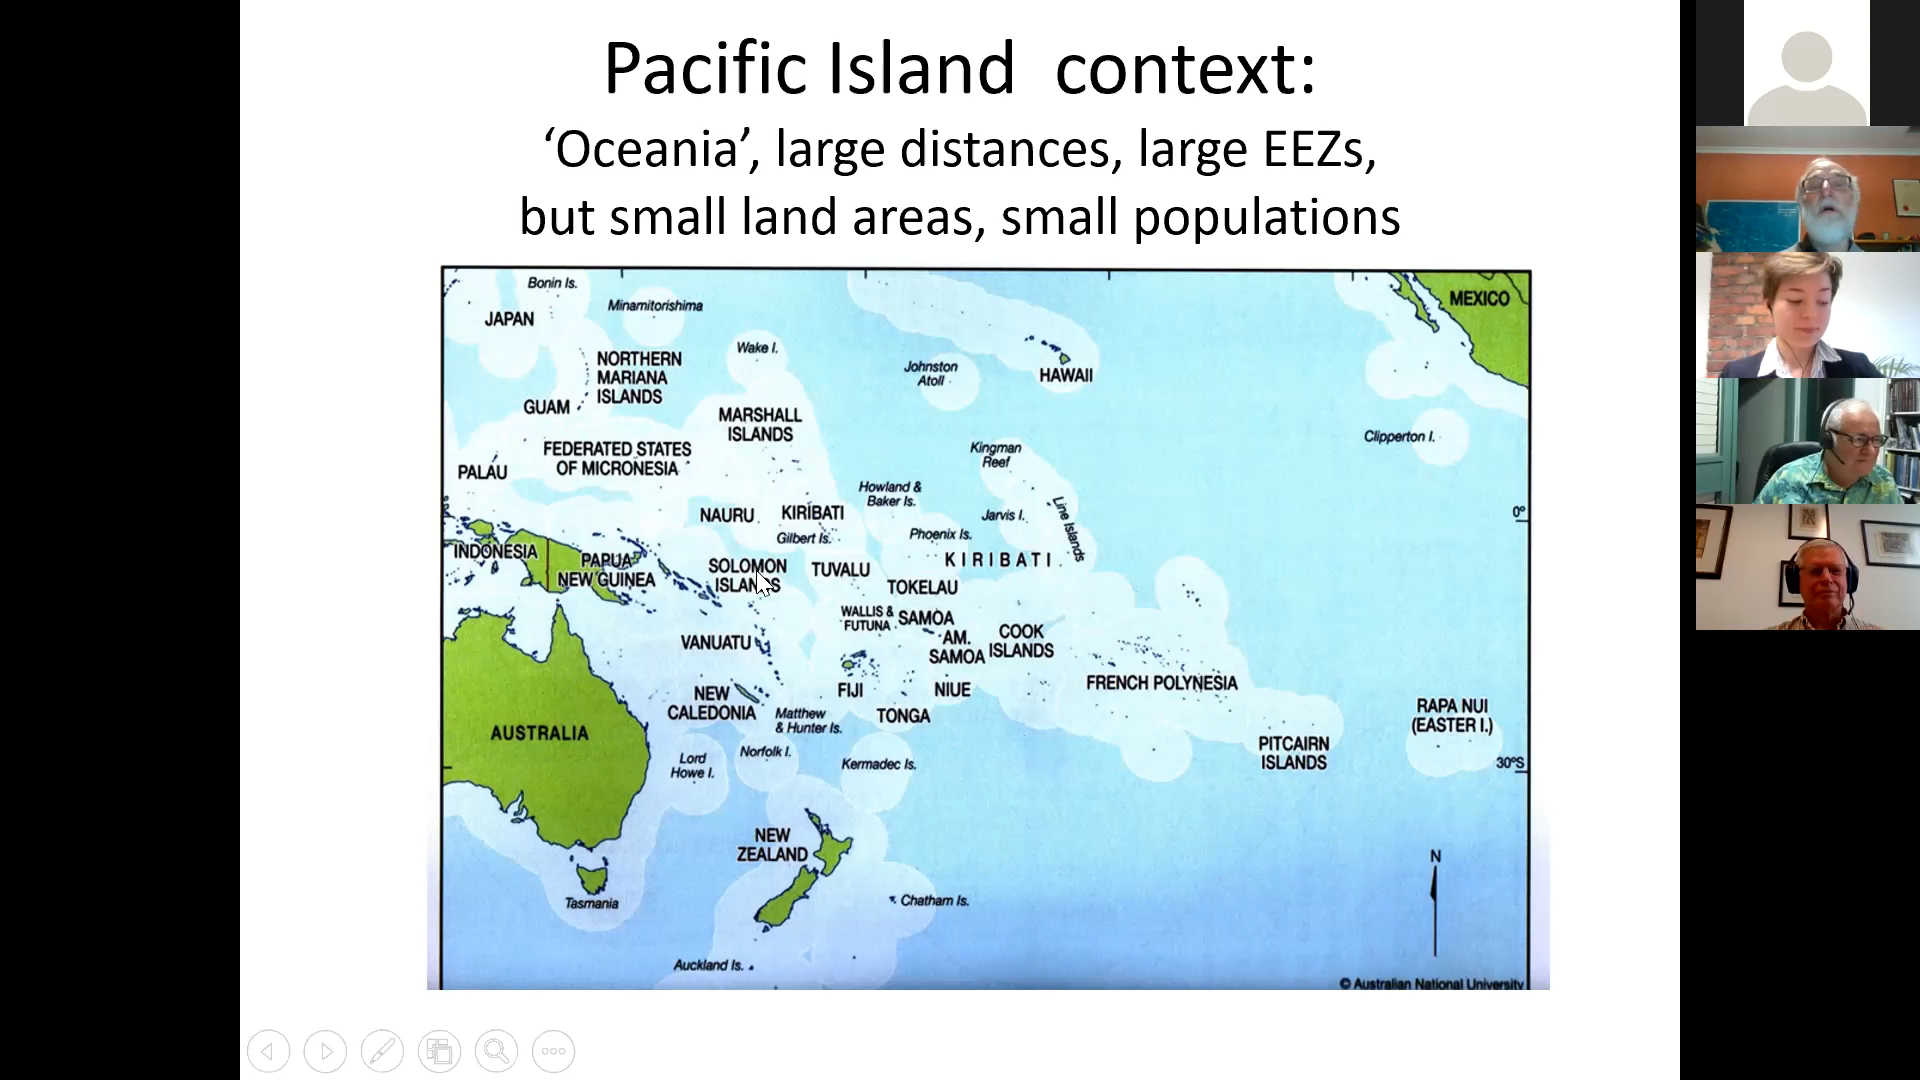 Pacific Island context:
‘Oceania’, large distances, large EEZs,
but small land areas, small populations
Bonin Is.
JAPAN
Minamitorishima
MEXICO
NORTHERN
MARIANA
ISLANDS
Wake I.
Johnston
Atoll
HAWAII
GUAM
MARSHALL
ISLANDS
FEDERATED STATES
OF MICRONESIA
PALAU
Kingman
Reef
Clipperton I.
Howland &
Baker Is.
NAURU
KIRIBATI
Gilbert Is.
Jarvis I.
Line Islands
0°
Phoenix Is.
KIRIBATI
INDONESIA
PAPUA
NEW GUINEA
SOLOMON
ISLANDS
TUVALU
TOKELAU
WALLIS &
FUTUNA
SAMOA
AM.
SAMOA
COOK
ISLANDS
VANUATU
FIJI
NIUE
FRENCH POLYNESIA
NEW
CALEDONIA
Matthew
& Hunter Is.
TONGA
RAPA NUI
(EASTER I.)
AUSTRALIA
Lord
Howe I.
Norfolk I.
Kermadec Is.
PITCAIRN
ISLANDS
30°S
NEW
ZEALAND
N
Tasmania
Chatham Is.
Auckland Is.
© Australian National University